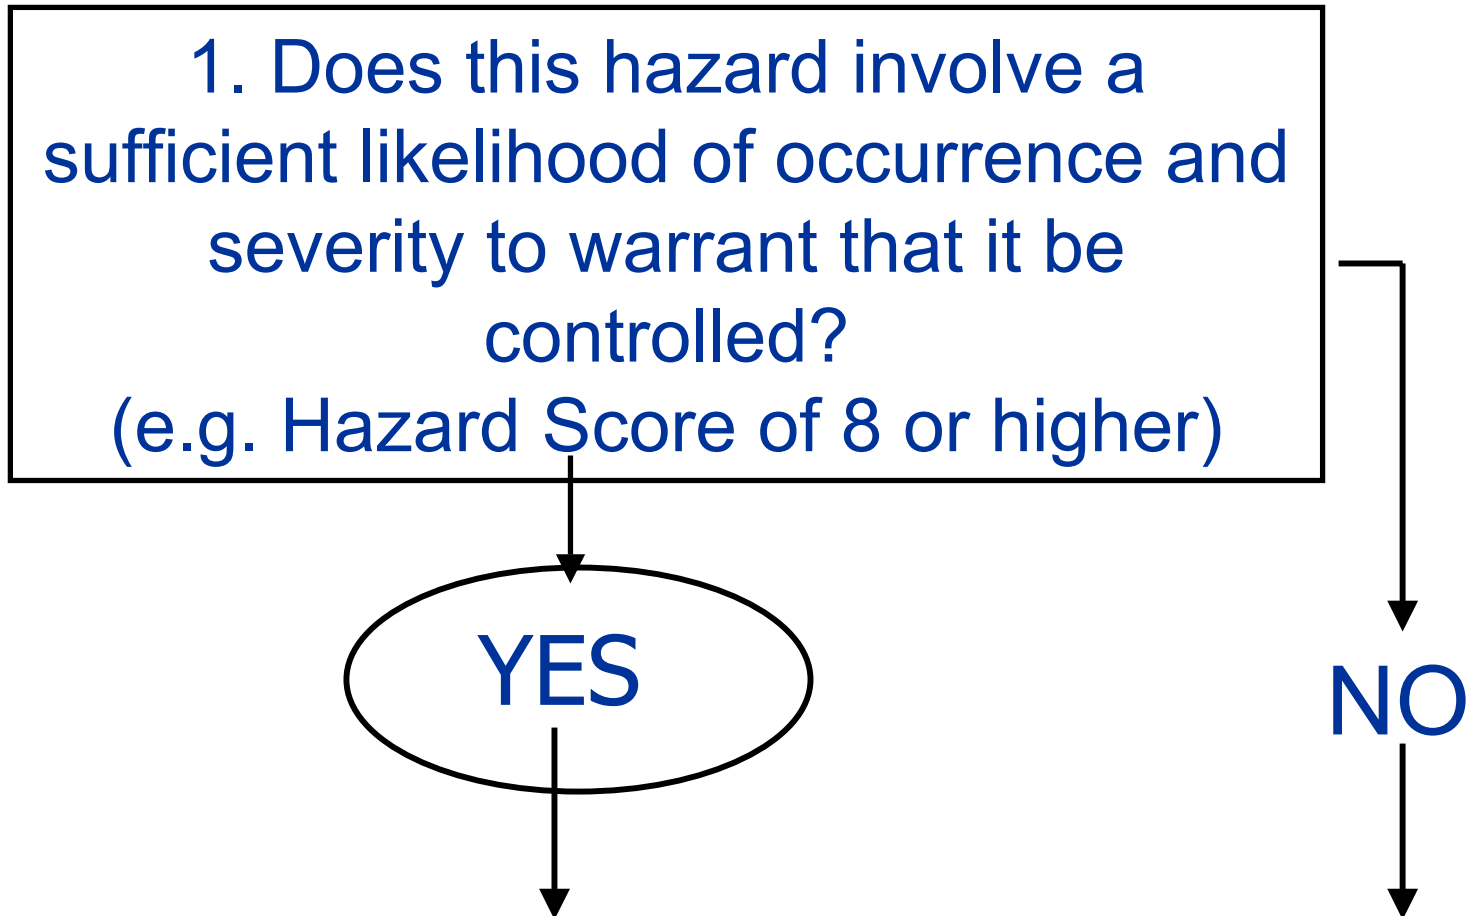 1. Does this hazard involve a
sufficient likelihood of occurrence and
severity to warrant that it be
controlled?
(e.g. Hazard Score of 8 or higher)
YES
NO